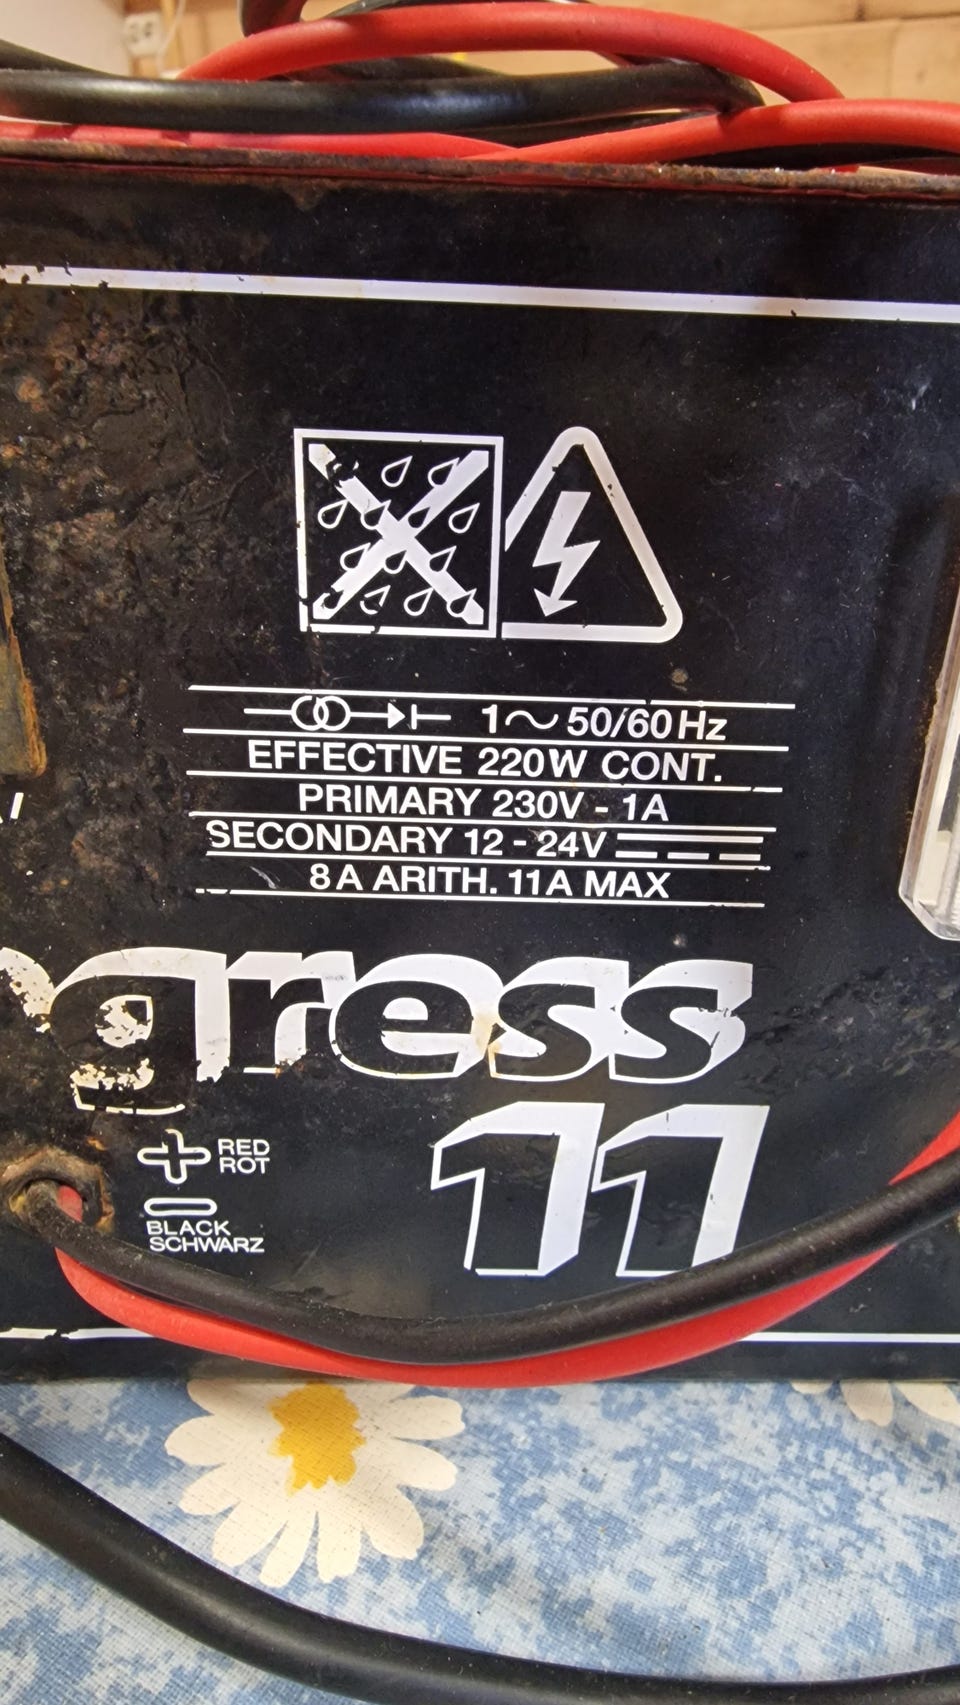 1~ 50/60Hz
EFFECTIVE 220W CONT.
PRIMARY 230V - 1A
SECONDARY 12 - 24V
8A ARITH. 11A MAX
gress
11
+ RED
ROT
- BLACK
SCHWARZ